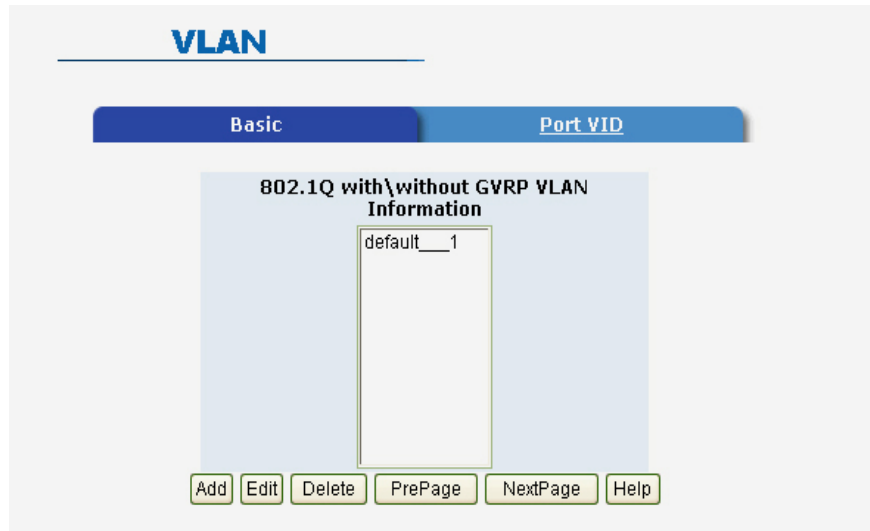 VLAN
Basic Port VID
802.1Q with\without GVRP VLAN
Information
default___1
Add Edit Delete PrePage NextPage Help